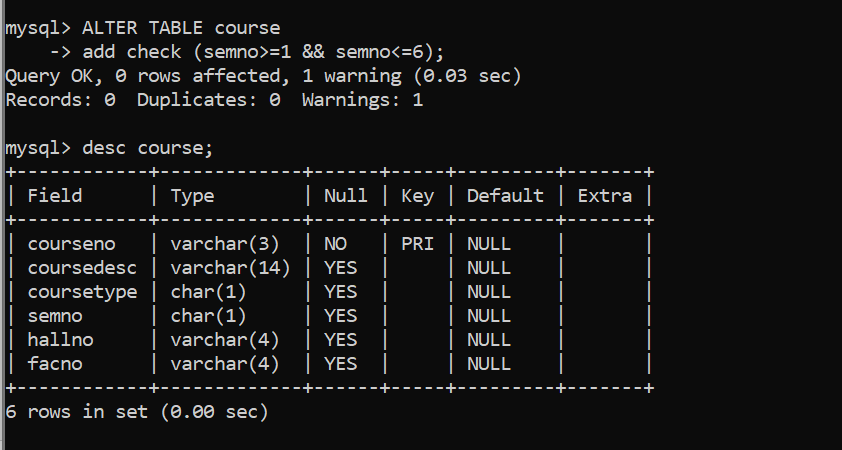 mysql> ALTER TABLE course
    -> add check (semno>=1 && semno<=6);
Query OK, 0 rows affected, 1 warning (0.03 sec)
Records: 0  Duplicates: 0  Warnings: 1

mysql> desc course;
+------------+-------------+------+-----+---------+-------+
| Field      | Type        | Null | Key | Default | Extra |
+------------+-------------+------+-----+---------+-------+
| courseno   | varchar(3)  | NO   | PRI | NULL    |       |
| coursedesc | varchar(14) | YES  |     | NULL    |       |
| coursetype | char(1)     | YES  |     | NULL    |       |
| semno      | char(1)     | YES  |     | NULL    |       |
| hallno     | varchar(4)  | YES  |     | NULL    |       |
| facno      | varchar(4)  | YES  |     | NULL    |       |
+------------+-------------+------+-----+---------+-------+
6 rows in set (0.00 sec)